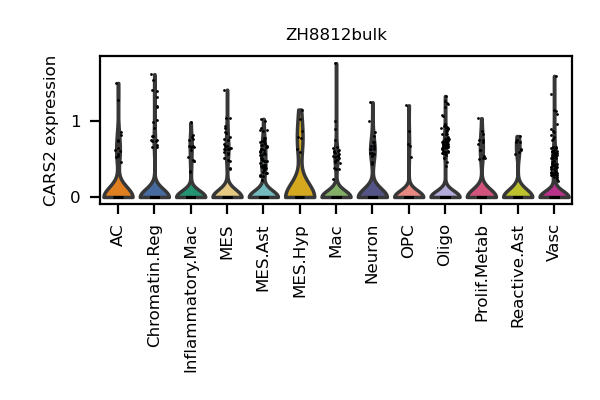 ZH8812bulk
CARS2 expression
1
0
AC
Chromatin.Reg
Inflammatory.Mac
MES
MES.Ast
MES.Hyp
Mac
Neuron
OPC
Oligo
Prolif.Metab
Reactive.Ast
Vasc